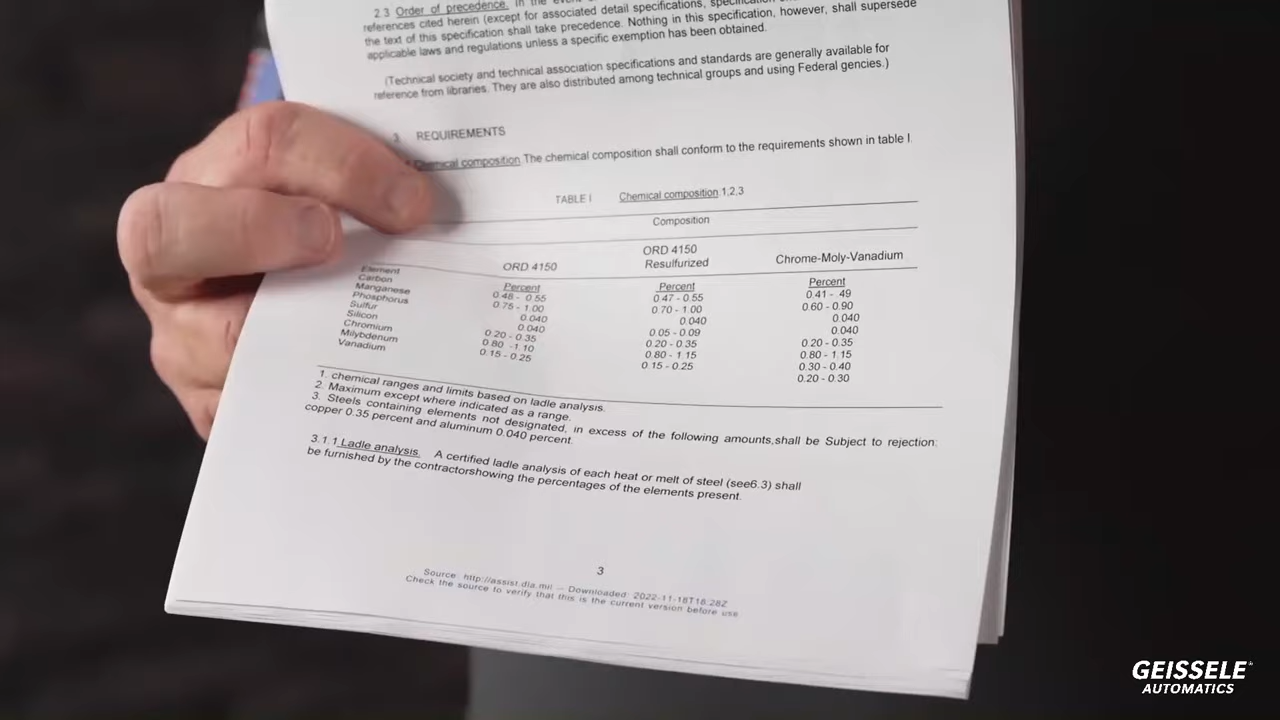 2.3 Order of precedence. In the event
references cited herein (except for associated detail specifications,
the text of this specification shall take precedence. Nothing in this specification, however, shall supersede
applicable laws and regulations unless a specific exemption has been obtained.
(Technical society and technical association specifications and standards are generally available for
reference from libraries. They are also distributed among technical groups and using Federal gencies.)
3. REQUIREMENTS
Chemical composition The chemical composition shall conform to the requirements shown in table I.
TABLE I Chemical composition 1,2,3
Composition
ORD 4150 ORD 4150 Resulfurized Chrome-Moly-Vanadium
Element Percent Percent Percent
Carbon 0.48 - 0.55 0.47 - 0.55 0.41 - .49
Manganese 0.75 - 1.00 0.70 - 1.00 0.60 - 0.90
Phosphorus 0.040 0.040 0.040
Sulfur 0.040 0.05 - 0.09 0.040
Silicon 0.20 - 0.35 0.20 - 0.35 0.20 - 0.35
Chromium 0.80 -1.10 0.80 - 1.15 0.80 - 1.15
Milybdenum 0.15 - 0.25 0.15 - 0.25 0.30 - 0.40
Vanadium 0.20 - 0.30
1. chemical ranges and limits based on ladle analysis.
2. Maximum except where indicated as a range.
3. Steels containing elements not designated, in excess of the following amounts,shall be Subject to rejection:
copper 0.35 percent and aluminum 0.040 percent.
3.1.1 Ladle analysis. A certified ladle analysis of each heat or melt of steel (see6.3) shall
be furnished by the contractorshowing the percentages of the elements present.
3
Source: http://assist.dla.mil -- Downloaded: 2022-11-18T16:28Z
Check the source to verify that this is the current version before use.
GEISSELE
AUTOMATICS